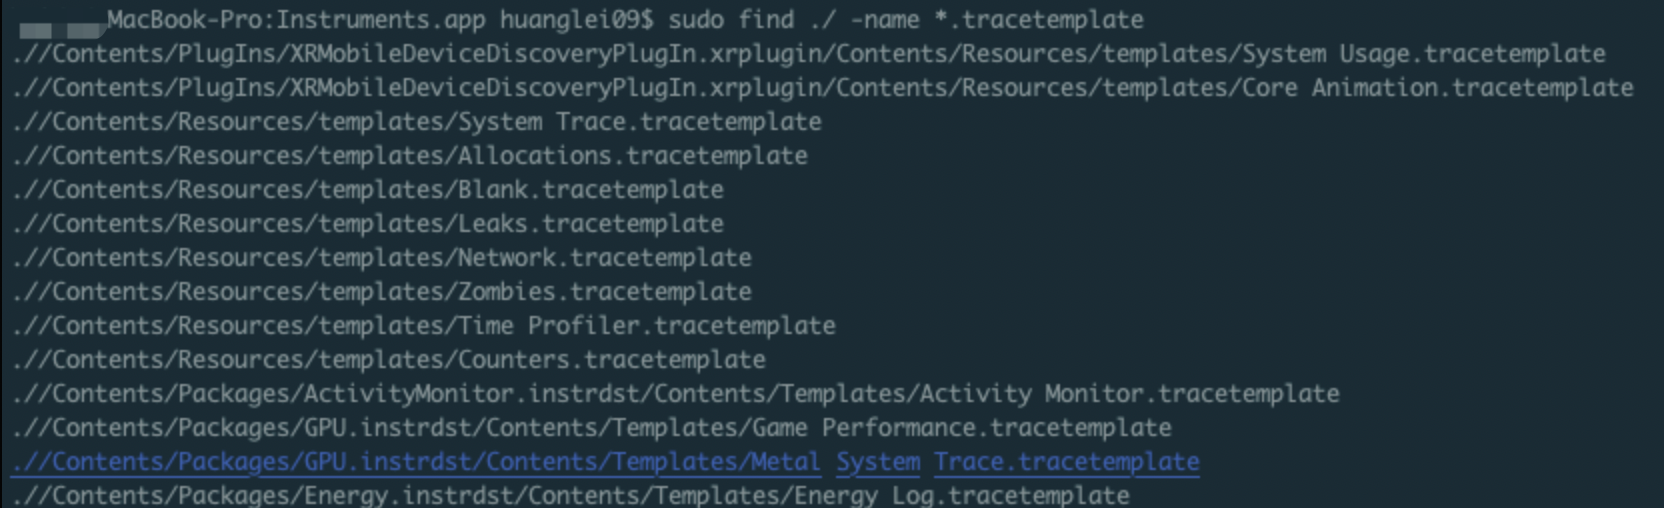 MacBook-Pro:Instruments.app huanglei09$ sudo find ./ -name *.tracetemplate
.//Contents/PlugIns/XRMobileDeviceDiscoveryPlugIn.xrplugin/Contents/Resources/templates/System Usage.tracetemplate
.//Contents/PlugIns/XRMobileDeviceDiscoveryPlugIn.xrplugin/Contents/Resources/templates/Core Animation.tracetemplate
.//Contents/Resources/templates/System Trace.tracetemplate
.//Contents/Resources/templates/Allocations.tracetemplate
.//Contents/Resources/templates/Blank.tracetemplate
.//Contents/Resources/templates/Leaks.tracetemplate
.//Contents/Resources/templates/Network.tracetemplate
.//Contents/Resources/templates/Zombies.tracetemplate
.//Contents/Resources/templates/Time Profiler.tracetemplate
.//Contents/Resources/templates/Counters.tracetemplate
.//Contents/Packages/ActivityMonitor.instrdst/Contents/Templates/Activity Monitor.tracetemplate
.//Contents/Packages/GPU.instrdst/Contents/Templates/Game Performance.tracetemplate
.//Contents/Packages/GPU.instrdst/Contents/Templates/Metal System Trace.tracetemplate
.//Contents/Packages/Energy.instrdst/Contents/Templates/Energy Log.tracetemplate